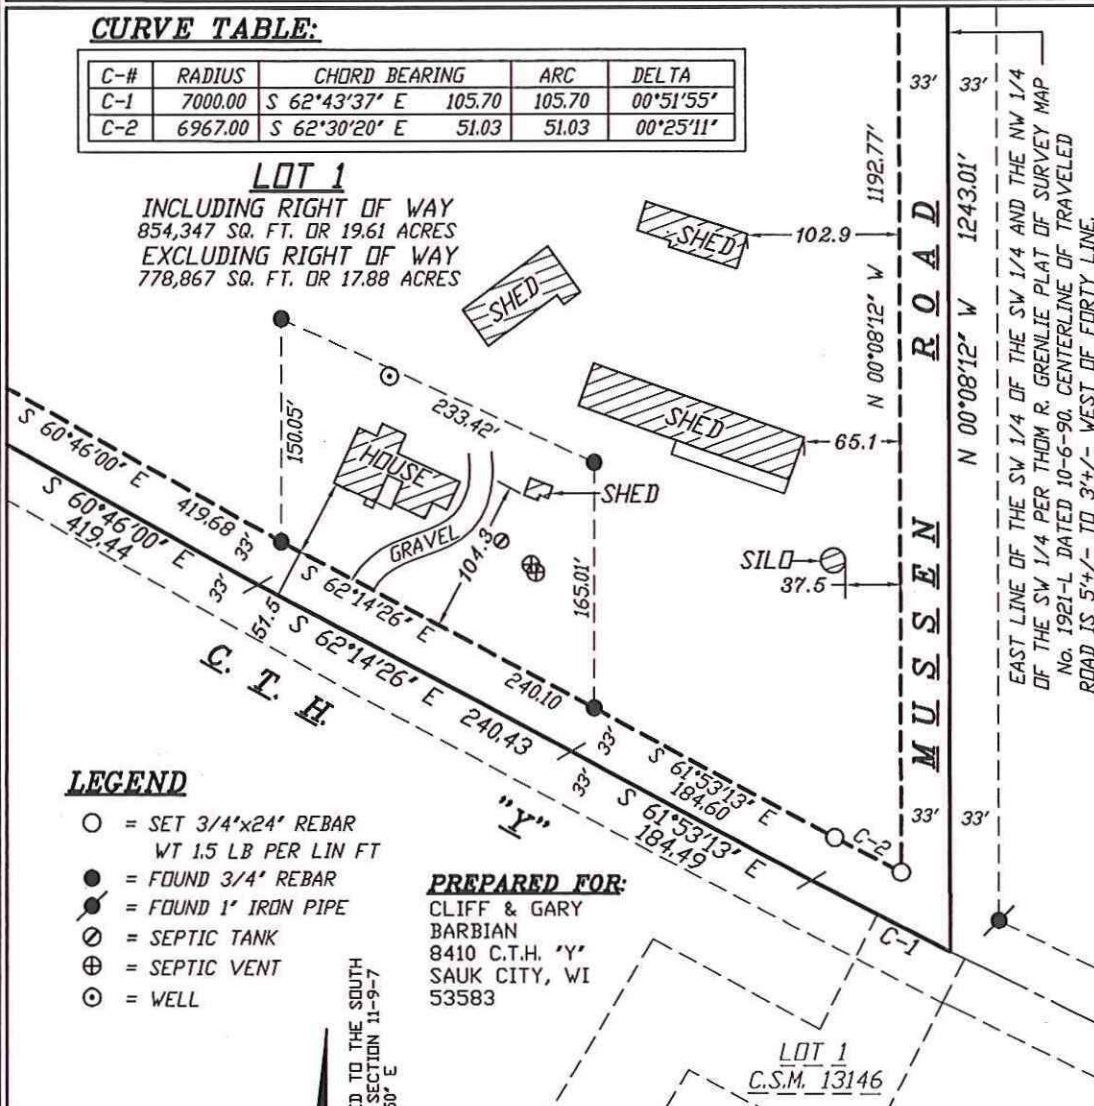 CURVE TABLE:
C-# RADIUS CHORD BEARING ARC DELTA
C-1 7000.00 S 62°43'37" E 105.70 105.70 00°51'55"
C-2 6967.00 S 62°30'20" E 51.03 51.03 00°25'11"
LOT 1
INCLUDING RIGHT OF WAY
854,347 SQ. FT. OR 19.61 ACRES
EXCLUDING RIGHT OF WAY
778,867 SQ. FT. OR 17.88 ACRES
SHED
102.9
SHED
SHED
65.1
233.42'
150.05'
HOUSE
GRAVEL
SHED
104.3
165.01'
SILO
37.5
S 60°46'00" E 419.68
33'
S 60°46'00" E
419.44
33'
51.5
S 62°14'26" E 240.10
S 62°14'26" E 240.43
33'
33'
S 61°53'13" E
184.60
S 61°53'13" E
184.49
C-2
C-1
C. T. H.
"Y"
N 00°08'12" W 1192.77'
33' 33'
MUSSEN ROAD
N 00°08'12" W 1243.01'
33' 33'
EAST LINE OF THE SW 1/4 OF THE SW 1/4 AND THE NW 1/4
OF THE SW 1/4 PER THOM R. GRENLIE PLAT OF SURVEY MAP
No. 1921-L DATED 10-6-90. CENTERLINE OF TRAVELED
ROAD IS 5'+/- TO 3'+/- WEST OF FORTY LINE.
LEGEND
= SET 3/4"x24" REBAR
WT 1.5 LB PER LIN FT
= FOUND 3/4" REBAR
= FOUND 1" IRON PIPE
= SEPTIC TANK
= SEPTIC VENT
= WELL
PREPARED FOR:
CLIFF & GARY
BARBIAN
8410 C.T.H. "Y"
SAUK CITY, WI
53583
TO THE SOUTH
SECTION 11-9-7
E
LOT 1
C.S.M. 13146